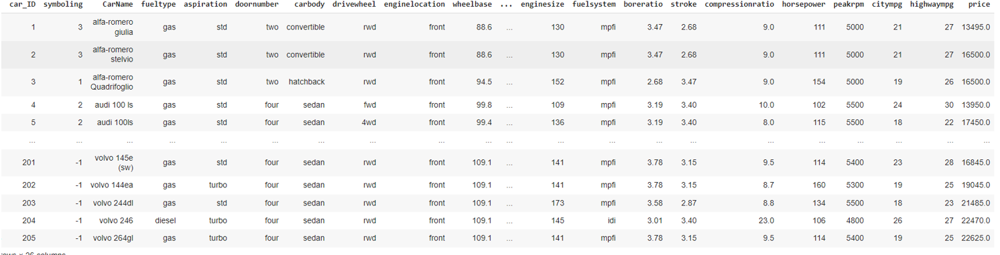 car_ID symboling CarName fueltype aspiration doornumber carbody drivewheel enginelocation wheelbase ... enginesize fuelsystem boreratio stroke compressionratio horsepower peakrpm citympg highwaympg price
1 3 alfa-romero giulia gas std two convertible rwd front 88.6 ... 130 mpfi 3.47 2.68 9.0 111 5000 21 27 13495.0
2 3 alfa-romero stelvio gas std two convertible rwd front 88.6 ... 130 mpfi 3.47 2.68 9.0 111 5000 21 27 16500.0
3 1 alfa-romero Quadrifoglio gas std two hatchback rwd front 94.5 ... 152 mpfi 2.68 3.47 9.0 154 5000 19 26 16500.0
4 2 audi 100 ls gas std four sedan fwd front 99.8 ... 109 mpfi 3.19 3.40 10.0 102 5500 24 30 13950.0
5 2 audi 100ls gas std four sedan 4wd front 99.4 ... 136 mpfi 3.19 3.40 8.0 115 5500 18 22 17450.0
... ... ... ... ... ... ... ... ... ... ... ... ... ... ... ... ... ... ... ... ...
201 -1 volvo 145e (sw) gas std four sedan rwd front 109.1 ... 141 mpfi 3.78 3.15 9.5 114 5400 23 28 16845.0
202 -1 volvo 144ea gas turbo four sedan rwd front 109.1 ... 141 mpfi 3.78 3.15 8.7 160 5300 19 25 19045.0
203 -1 volvo 244dl gas std four sedan rwd front 109.1 ... 173 mpfi 3.58 2.87 8.8 134 5500 18 23 21485.0
204 -1 volvo 246 diesel turbo four sedan rwd front 109.1 ... 145 idi 3.01 3.40 23.0 106 4800 26 27 22470.0
205 -1 volvo 264gl gas turbo four sedan rwd front 109.1 ... 141 mpfi 3.78 3.15 9.5 114 5400 19 25 22625.0
rows × 26 columns